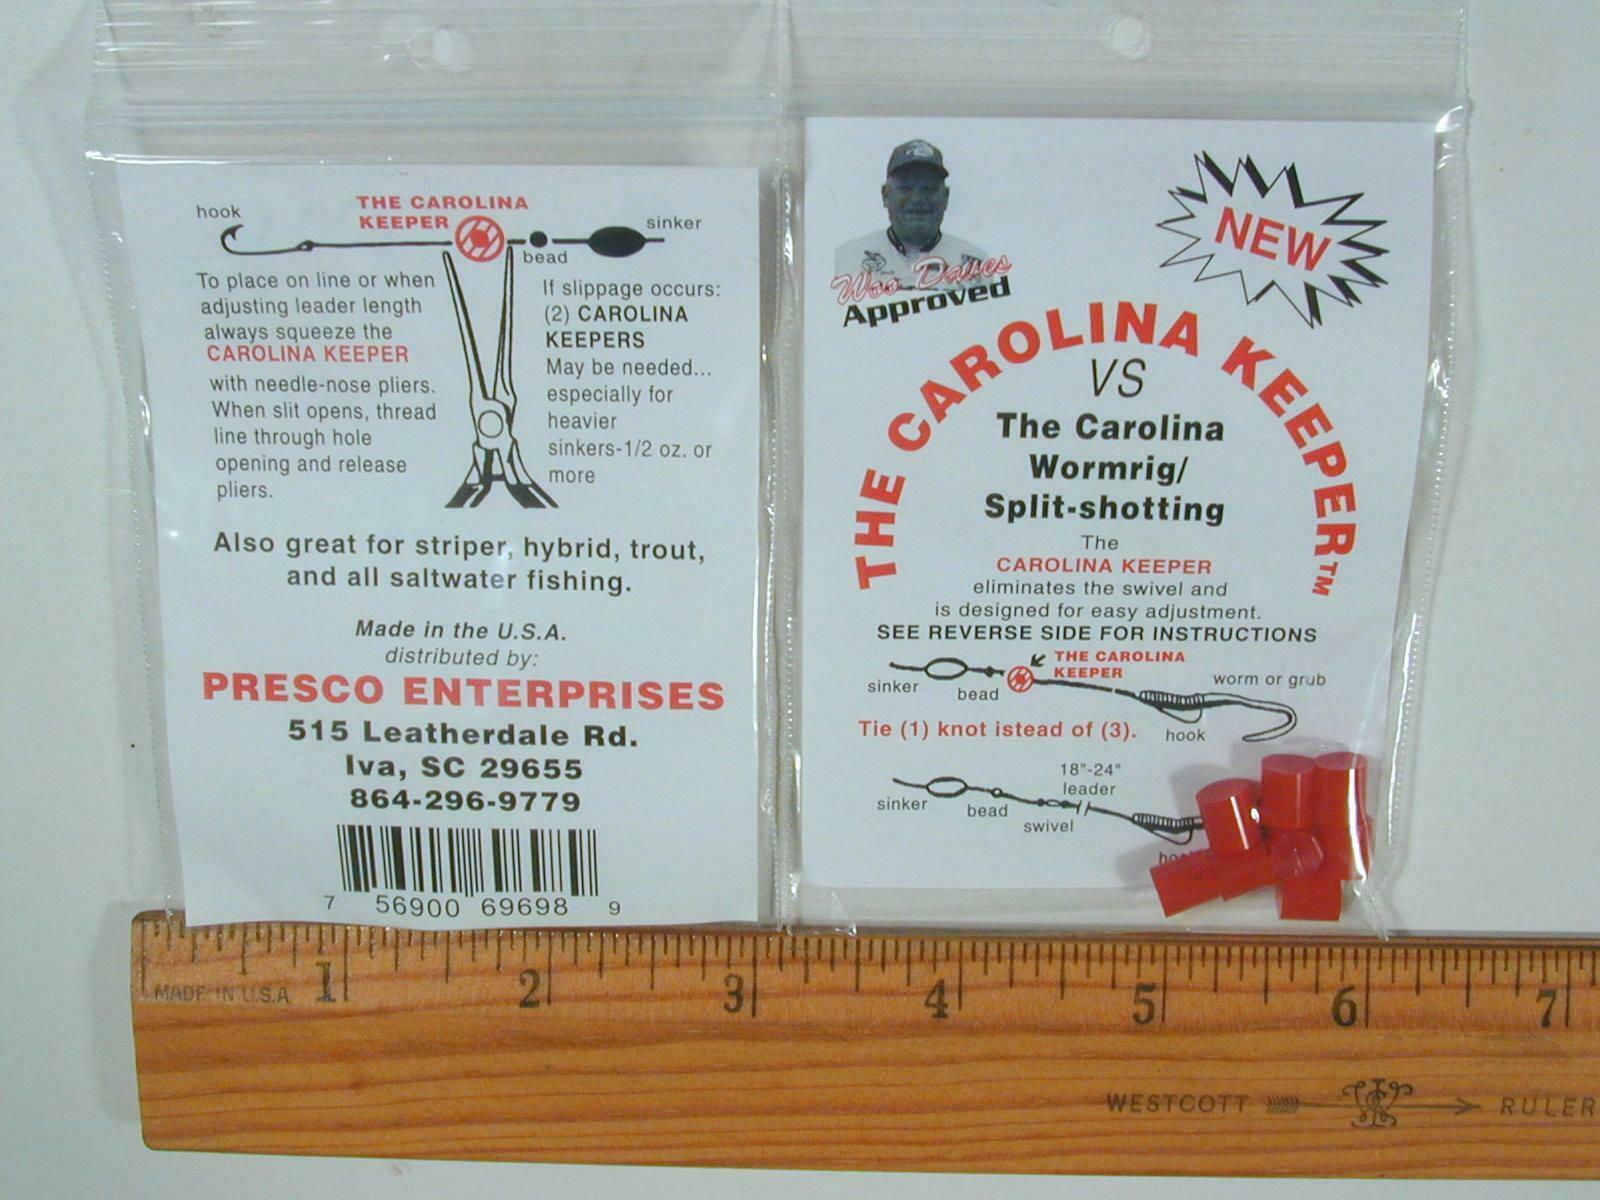 hook
THE CAROLINA
KEEPER
bead
sinker
To place on line or when
adjusting leader length
always squeeze the
CAROLINA KEEPER
with needle-nose pliers.
When slit opens, thread
line through hole
opening and release
pliers.
If slippage occurs:
(2) CAROLINA
KEEPERS
May be needed...
especially for
heavier
sinkers-1/2 oz. or
more
Also great for striper, hybrid, trout,
and all saltwater fishing.
Made in the U.S.A.
distributed by:
PRESCO ENTERPRISES
515 Leatherdale Rd.
Iva, SC 29655
864-296-9779
7 56900 69698 9
Woo Daves
Approved
NEW
THE CAROLINA KEEPER™
VS
The Carolina
Wormrig/
Split-shotting
The
CAROLINA KEEPER
eliminates the swivel and
is designed for easy adjustment.
SEE REVERSE SIDE FOR INSTRUCTIONS
THE CAROLINA
KEEPER
sinker
bead
worm or grub
hook
Tie (1) knot istead of (3).
18"-24"
leader
sinker
bead
swivel
hook
MADE IN U.S.A
1 2 3 4 5 6 7
WESTCOTT RULER